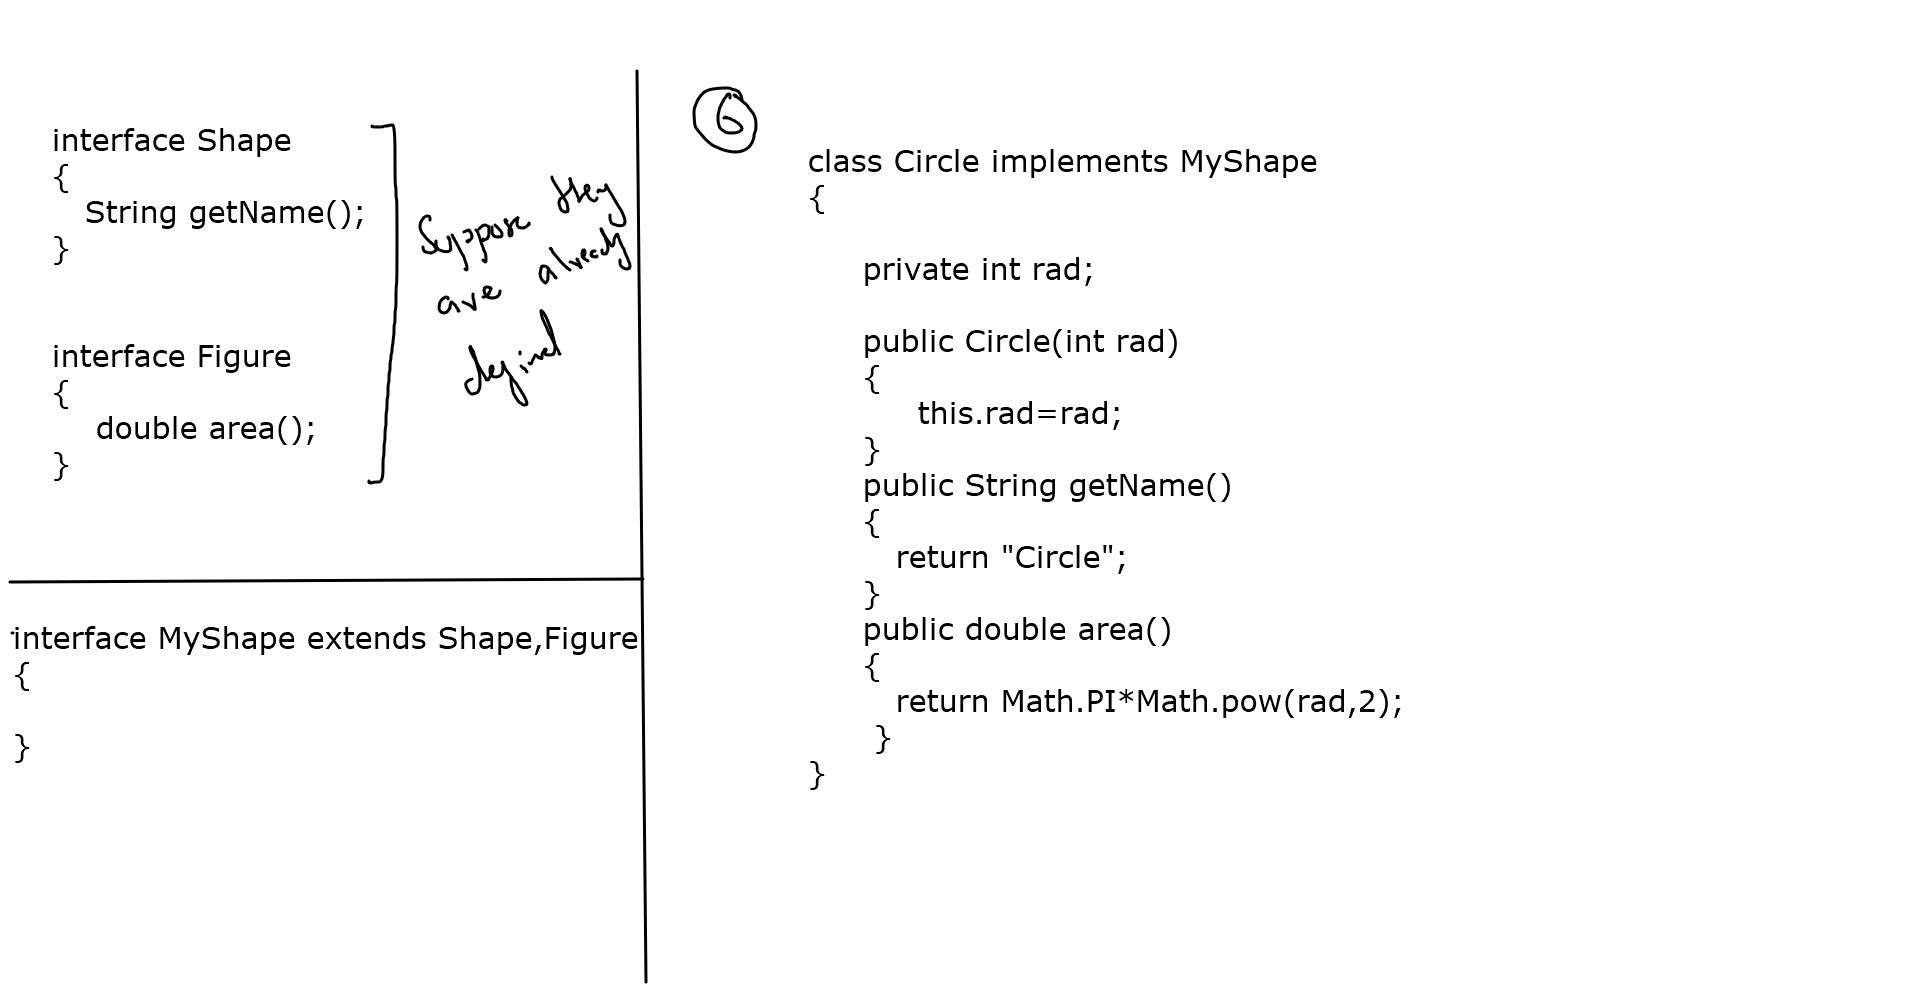 interface Shape
{
String getName();
}
interface Figure
{
double area();
}
Suppose they
are already
defined
interface MyShape extends Shape,Figure
{
}
6
class Circle implements MyShape
{
private int rad;
public Circle(int rad)
{
this.rad=rad;
}
public String getName()
{
return "Circle";
}
public double area()
{
return Math.PI*Math.pow(rad,2);
}
}